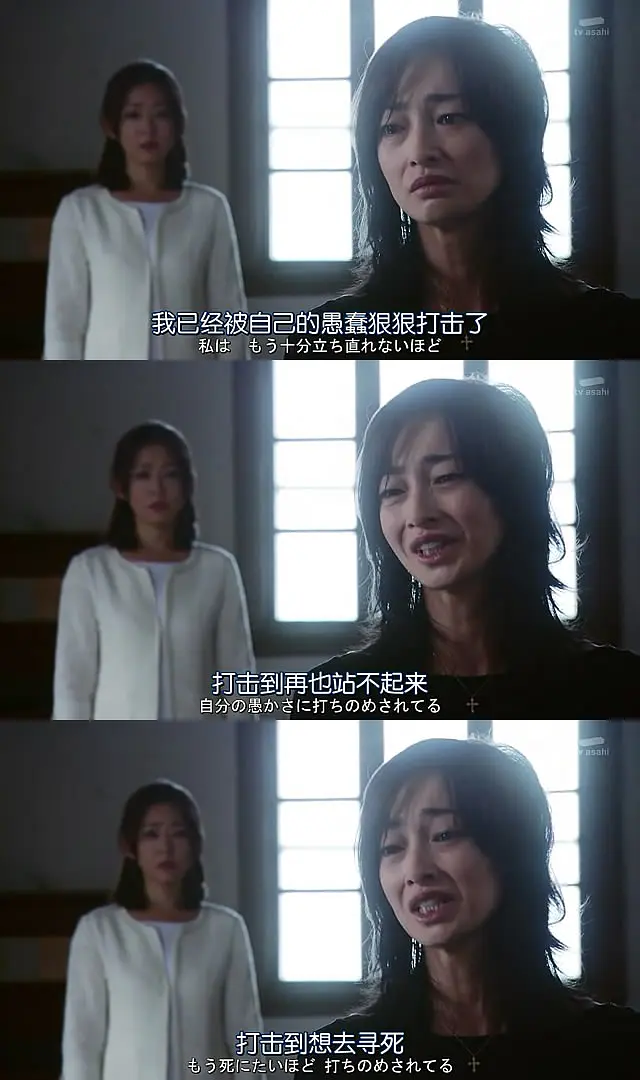 tv asahi
我已经被自己的愚蠢狠狠打击了
私は　もう十分立ち直れないほど
tv asahi
打击到再也站不起来
自分の愚かさに打ちのめされてる
tv asahi
打击到想去寻死
もう死にたいほど 打ちのめされてる